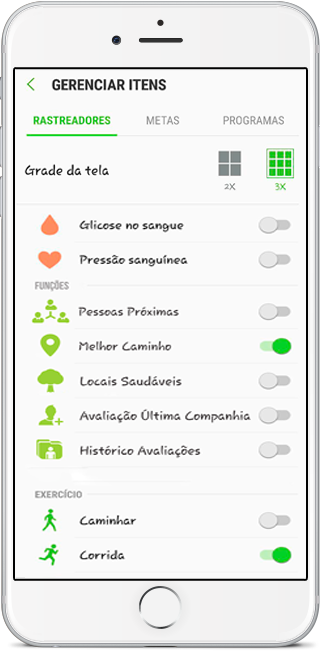 GERENCIAR ITENS
RASTREADORES METAS PROGRAMAS
Grade da tela
2X 3X
Glicose no sangue
Pressão sanguínea
FUNÇÕES
Pessoas Próximas
Melhor Caminho
Locais Saudáveis
Avaliação Última Companhia
Histórico Avaliações
EXERCÍCIO
Caminhar
Corrida